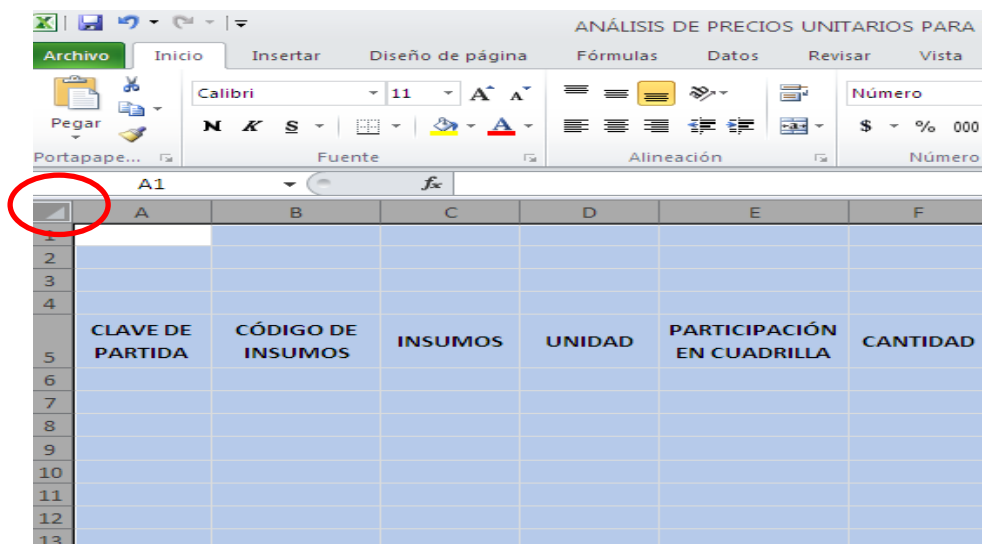 ANÁLISIS DE PRECIOS UNITARIOS PARA
Archivo Inicio Insertar Diseño de página Fórmulas Datos Revisar Vista
Calibri 11 A A Número
Pegar N K S A $ % 000
Portapape... Fuente Alineación Número
A1 fx
A B C D E F
1
2
3
4
CLAVE DE CÓDIGO DE INSUMOS UNIDAD PARTICIPACIÓN CANTIDAD
5 PARTIDA INSUMOS EN CUADRILLA
6
7
8
9
10
11
12
13